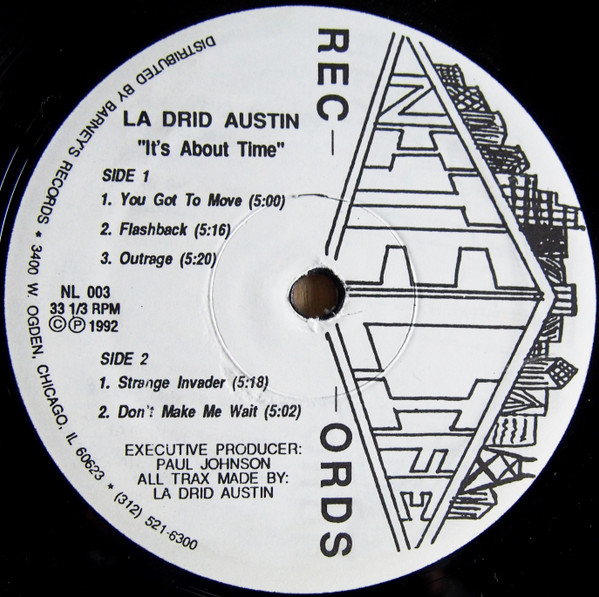 DISTRIBUTED BY BARNEY'S RECORDS * 3400 W. OGDEN, CHICAGO, IL 60623 * (312) 521-6300
LA DRID AUSTIN
"It's About Time"
SIDE 1
1. You Got To Move (5:00)
2. Flashback (5:16)
3. Outrage (5:20)
NL 003
33 1/3 RPM
©℗ 1992
SIDE 2
1. Strange Invader (5:18)
2. Don't Make Me Wait (5:02)
EXECUTIVE PRODUCER:
PAUL JOHNSON
ALL TRAX MADE BY:
LA DRID AUSTIN
REC—
—ORDS
NITE LIFE